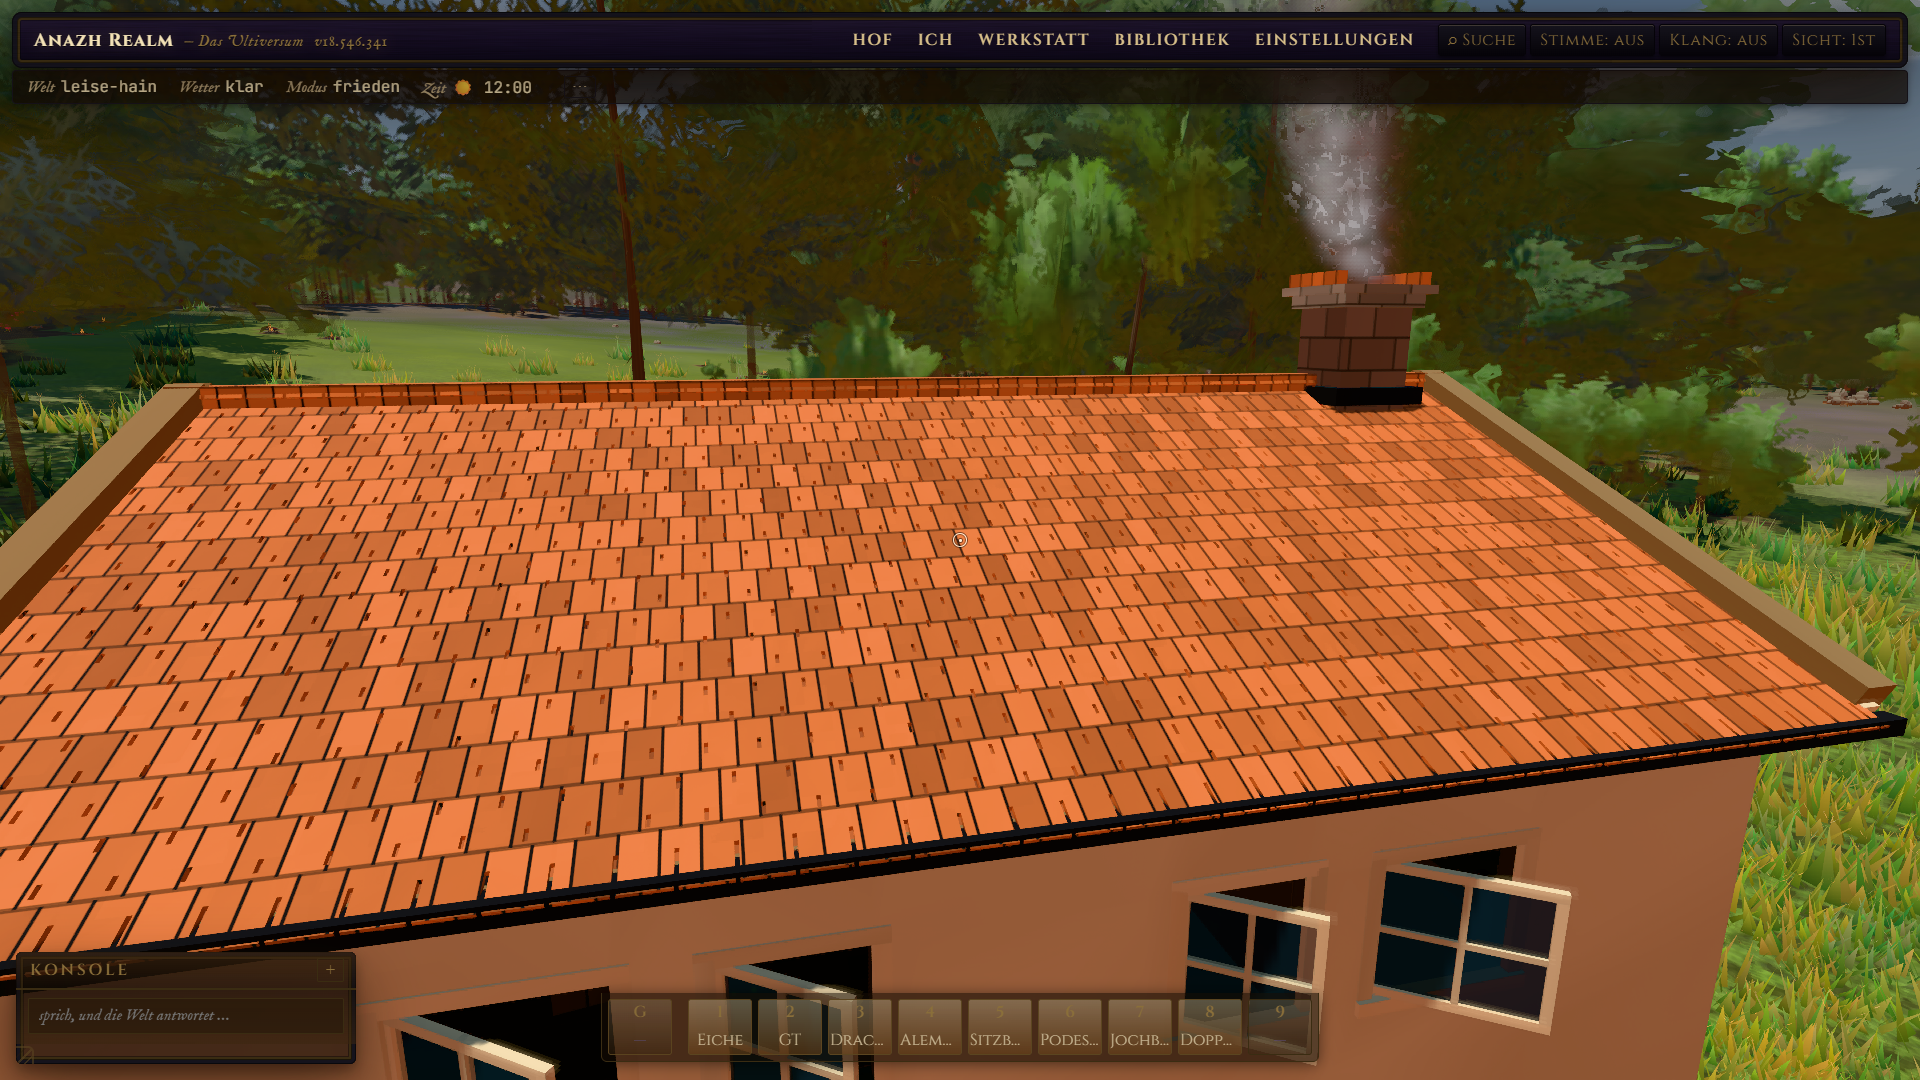 ANAZH REALM — Das Ultiversum v18.546.341
HOF ICH WERKSTATT BIBLIOTHEK EINSTELLUNGEN ⌕ SUCHE STIMME: AUS KLANG: AUS SICHT: IST
Welt leise-hain Wetter klar Modus frieden Zeit 12:00 ...
KONSOLE +
sprich, und die Welt antwortet ...
G 1 2 3 4 5 6 7 8 9
— EICHE GT DRAC... ALEM... SITZB... PODES... JOCHB... DOPP... —